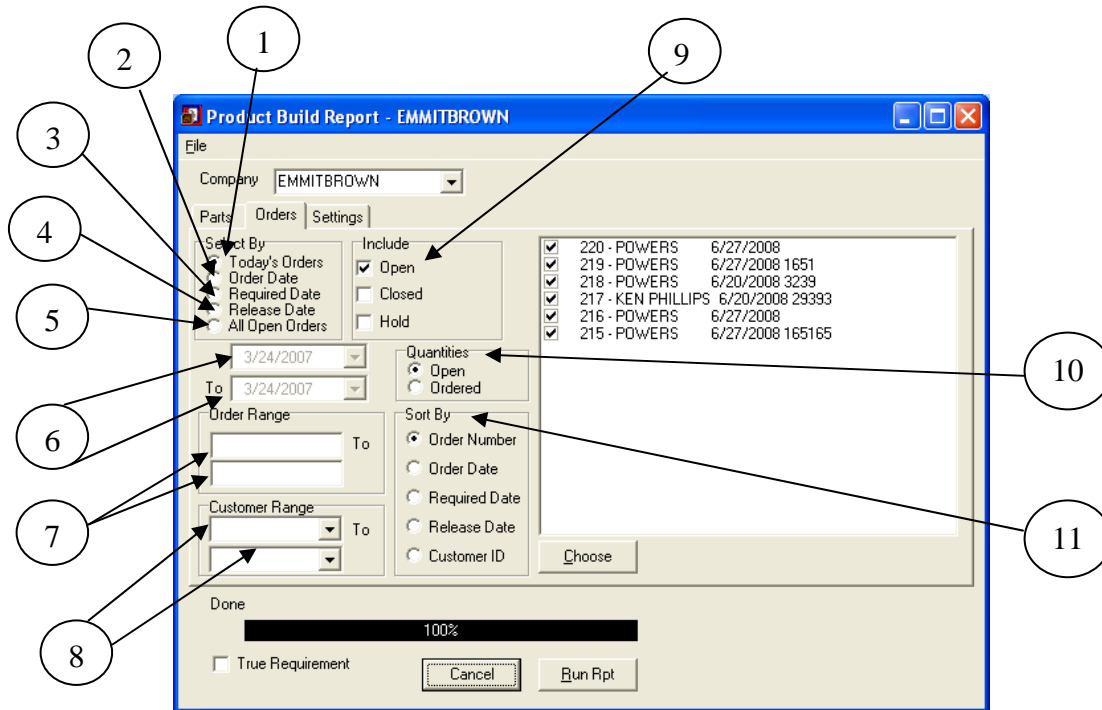 1
2
9
3
4
5
6
7
8
10
11
Product Build Report - EMMITBROWN
File
Company EMMITBROWN
Parts Orders Settings
Select By
Today's Orders
Order Date
Required Date
Release Date
All Open Orders
Include
Open
Closed
Hold
220 - POWERS 6/27/2008
219 - POWERS 6/27/2008 1651
218 - POWERS 6/20/2008 3239
217 - KEN PHILLIPS 6/20/2008 29393
216 - POWERS 6/27/2008
215 - POWERS 6/27/2008 165165
3/24/2007
To 3/24/2007
Quantities
Open
Ordered
Order Range
To
Sort By
Order Number
Order Date
Required Date
Release Date
Customer ID
Customer Range
To
Choose
Done
100%
True Requirement
Cancel
Run Rpt